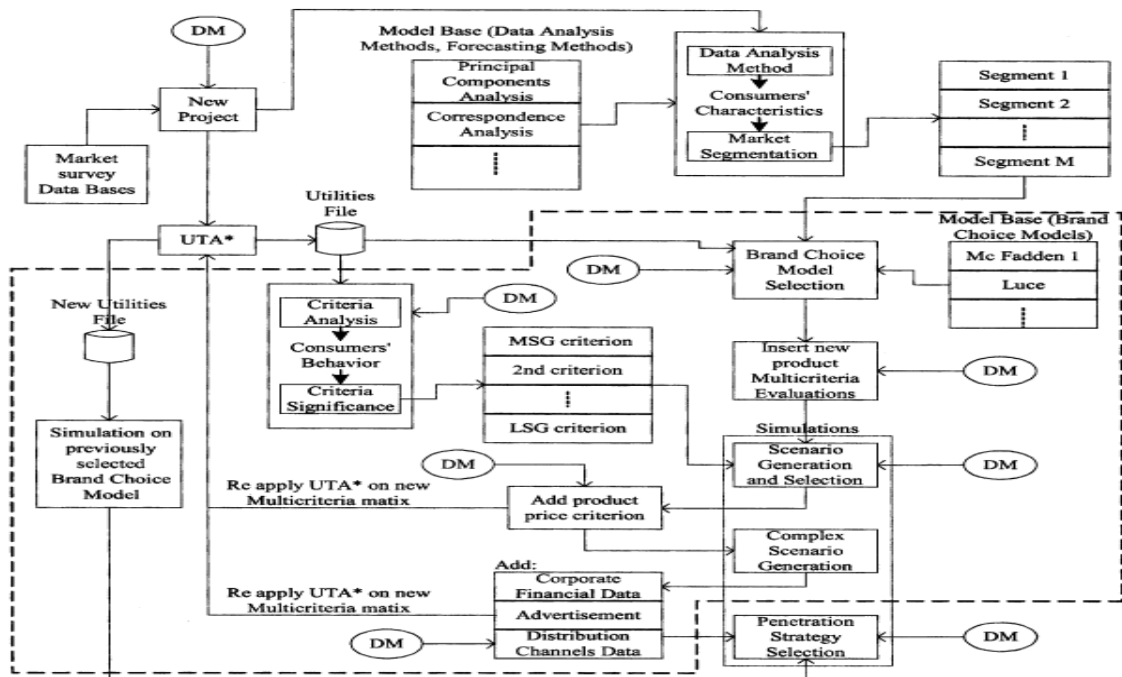 DM
Model Base (Data Analysis
Methods, Forecasting Methods)
New
Project
Market
survey
Data Bases
Principal
Components
Analysis
Correspondence
Analysis
Data Analysis
Method
Consumers'
Characteristics
Market
Segmentation
Segment 1
Segment 2
Segment M
Utilities
File
UTA*
Model Base (Brand
Choice Models)
Brand Choice
Model
Selection
DM
Mc Fadden 1
Luce
New Utilities
File
Criteria
Analysis
Consumers'
Behavior
Criteria
Significance
DM
MSG criterion
2nd criterion
LSG criterion
Insert new
product
Multicriteria
Evaluations
DM
Simulation on
previously
selected
Brand Choice
Model
Simulations
Scenario
Generation
and Selection
DM
DM
Re apply UTA* on new
Multicriteria matix
Add product
price criterion
Complex
Scenario
Generation
Add:
Corporate
Financial Data
Advertisement
Distribution
Channels Data
Re apply UTA* on new
Multicriteria matix
DM
Penetration
Strategy
Selection
DM